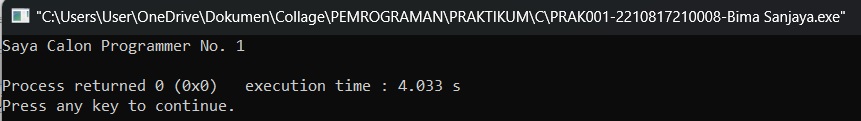 "C:\Users\User\OneDrive\Dokumen\Collage\PEMROGRAMAN\PRAKTIKUM\C\PRAK001-2210817210008-Bima Sanjaya.exe"
Saya Calon Programmer No. 1
Process returned 0 (0x0)   execution time : 4.033 s
Press any key to continue.